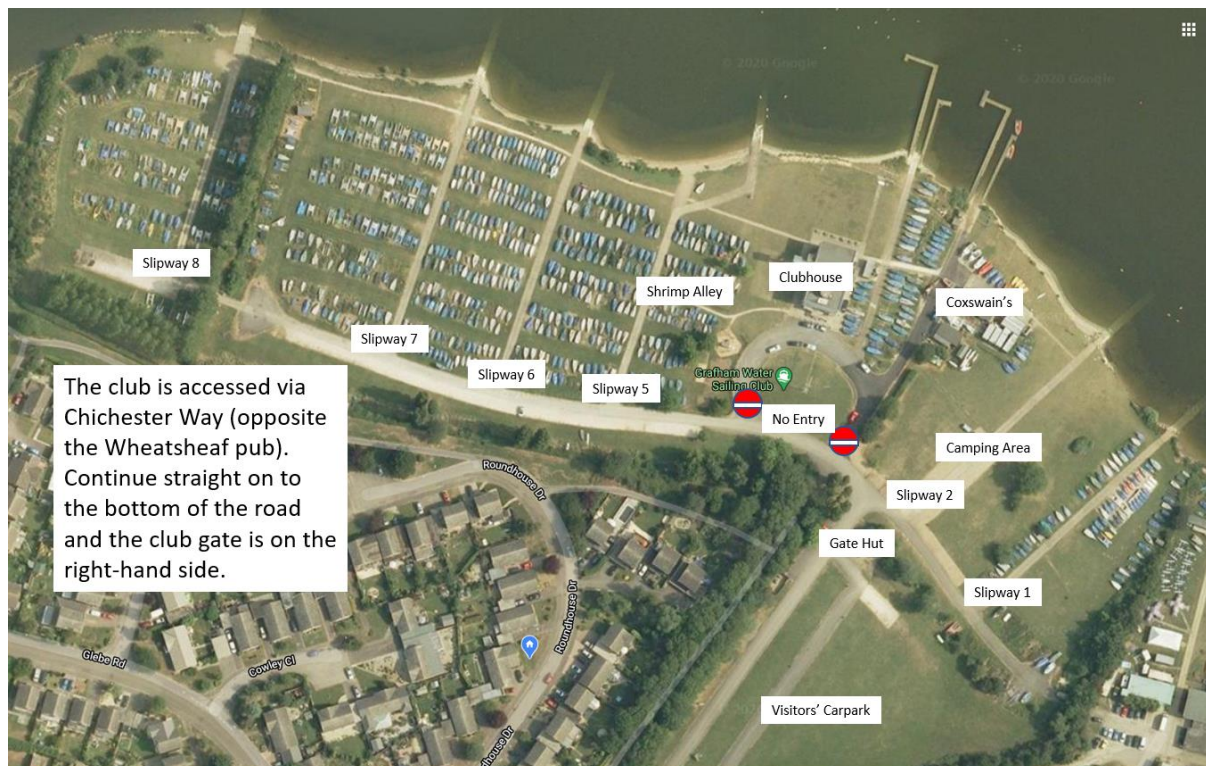 © 2020 Google
© 2020 Google
Slipway 8
Clubhouse
Shrimp Alley
Coxswain's
Slipway 7
Slipway 6
Slipway 5
Grafham Water
Sailing Club
No Entry
The club is accessed via
Chichester Way (opposite
the Wheatsheaf pub).
Continue straight on to
the bottom of the road
and the club gate is on the
right-hand side.
Camping Area
Slipway 2
Roundhouse Dr
Gate Hut
Slipway 1
Roundhouse Dr
Glebe Rd
Cowley Cl
Visitors' Carpark